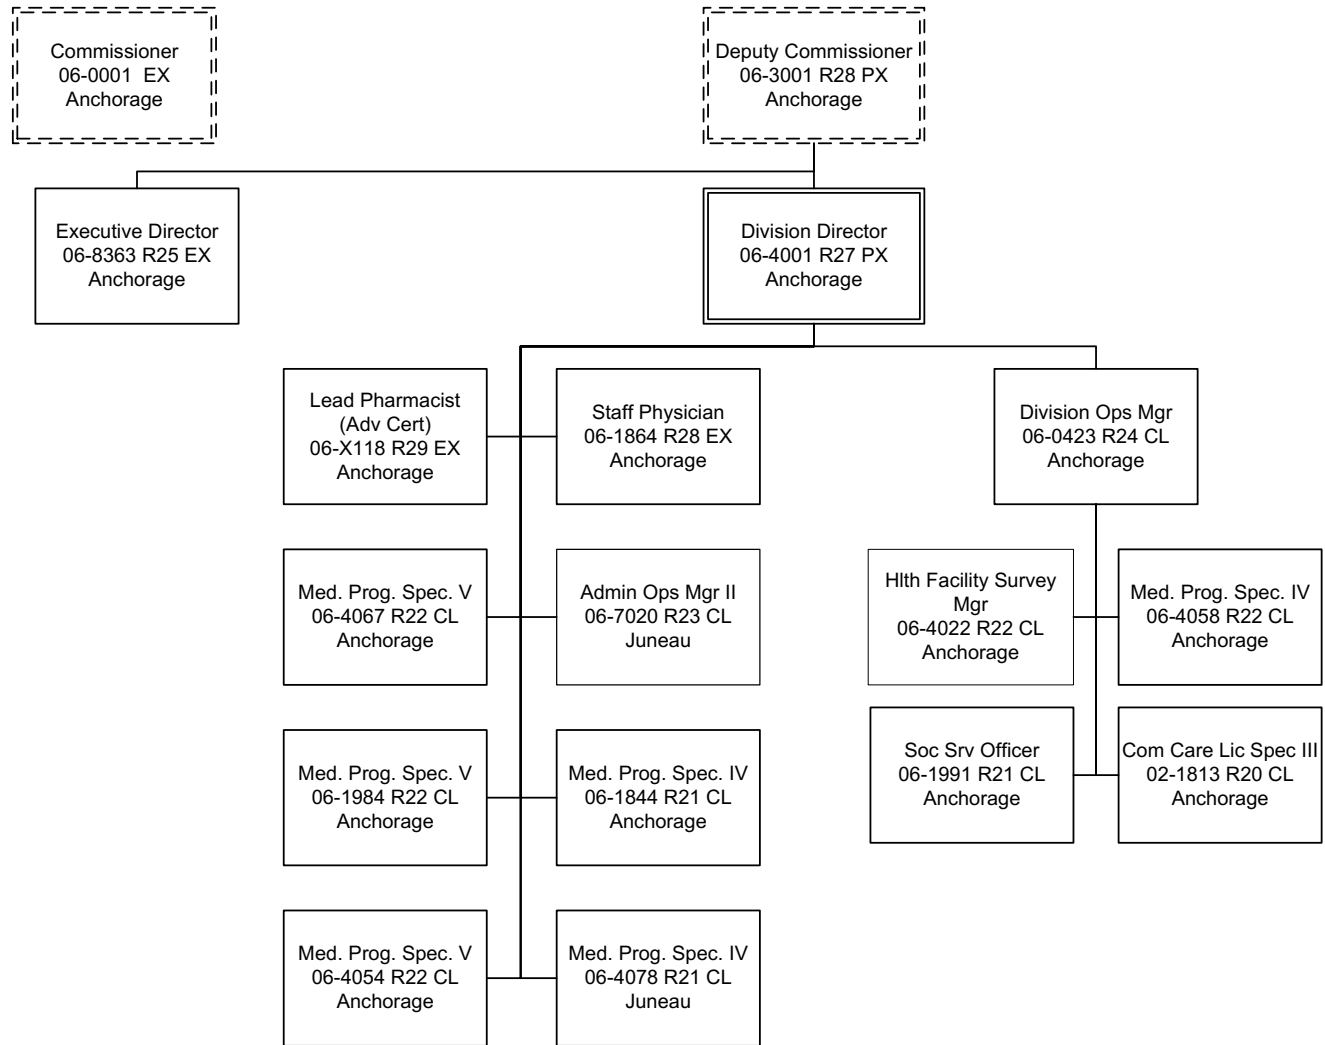 Commissioner
06-0001  EX
Anchorage
Deputy Commissioner
06-3001 R28 PX
Anchorage
Executive Director
06-8363 R25 EX
Anchorage
Division Director
06-4001 R27 PX
Anchorage
Lead Pharmacist
(Adv Cert)
06-X118 R29 EX
Anchorage
Staff Physician
06-1864 R28 EX
Anchorage
Division Ops Mgr
06-0423 R24 CL
Anchorage
Med. Prog. Spec. V
06-4067 R22 CL
Anchorage
Admin Ops Mgr II
06-7020 R23 CL
Juneau
Hlth Facility Survey
Mgr
06-4022 R22 CL
Anchorage
Med. Prog. Spec. IV
06-4058 R22 CL
Anchorage
Med. Prog. Spec. V
06-1984 R22 CL
Anchorage
Med. Prog. Spec. IV
06-1844 R21 CL
Anchorage
Soc Srv Officer
06-1991 R21 CL
Anchorage
Com Care Lic Spec III
02-1813 R20 CL
Anchorage
Med. Prog. Spec. V
06-4054 R22 CL
Anchorage
Med. Prog. Spec. IV
06-4078 R21 CL
Juneau